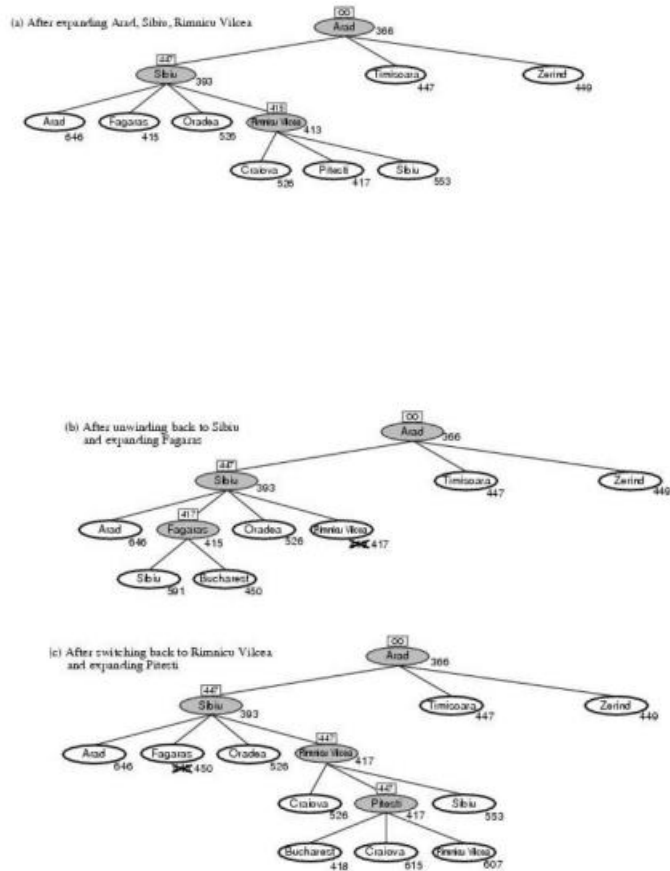 (a) After expanding Arad, Sibiu, Rimnicu Vilcea
∞
Arad
366
447
Sibiu
393
Timisoara
447
Zerind
449
Arad
646
Fagaras
415
Oradea
526
415
Rimnicu Vilcea
413
Craiova
526
Pitesti
417
Sibiu
553
(b) After unwinding back to Sibiu
and expanding Fagaras
∞
Arad
366
447
Sibiu
393
Timisoara
447
Zerind
449
Arad
646
417
Fagaras
415
Oradea
526
Rimnicu Vilcea
417
Sibiu
591
Bucharest
450
(c) After switching back to Rimnicu Vilcea
and expanding Pitesti
∞
Arad
366
447
Sibiu
393
Timisoara
447
Zerind
449
Arad
646
Fagaras
450
Oradea
526
447
Rimnicu Vilcea
417
Craiova
526
447
Pitesti
417
Sibiu
553
Bucharest
418
Craiova
615
Rimnicu Vilcea
607